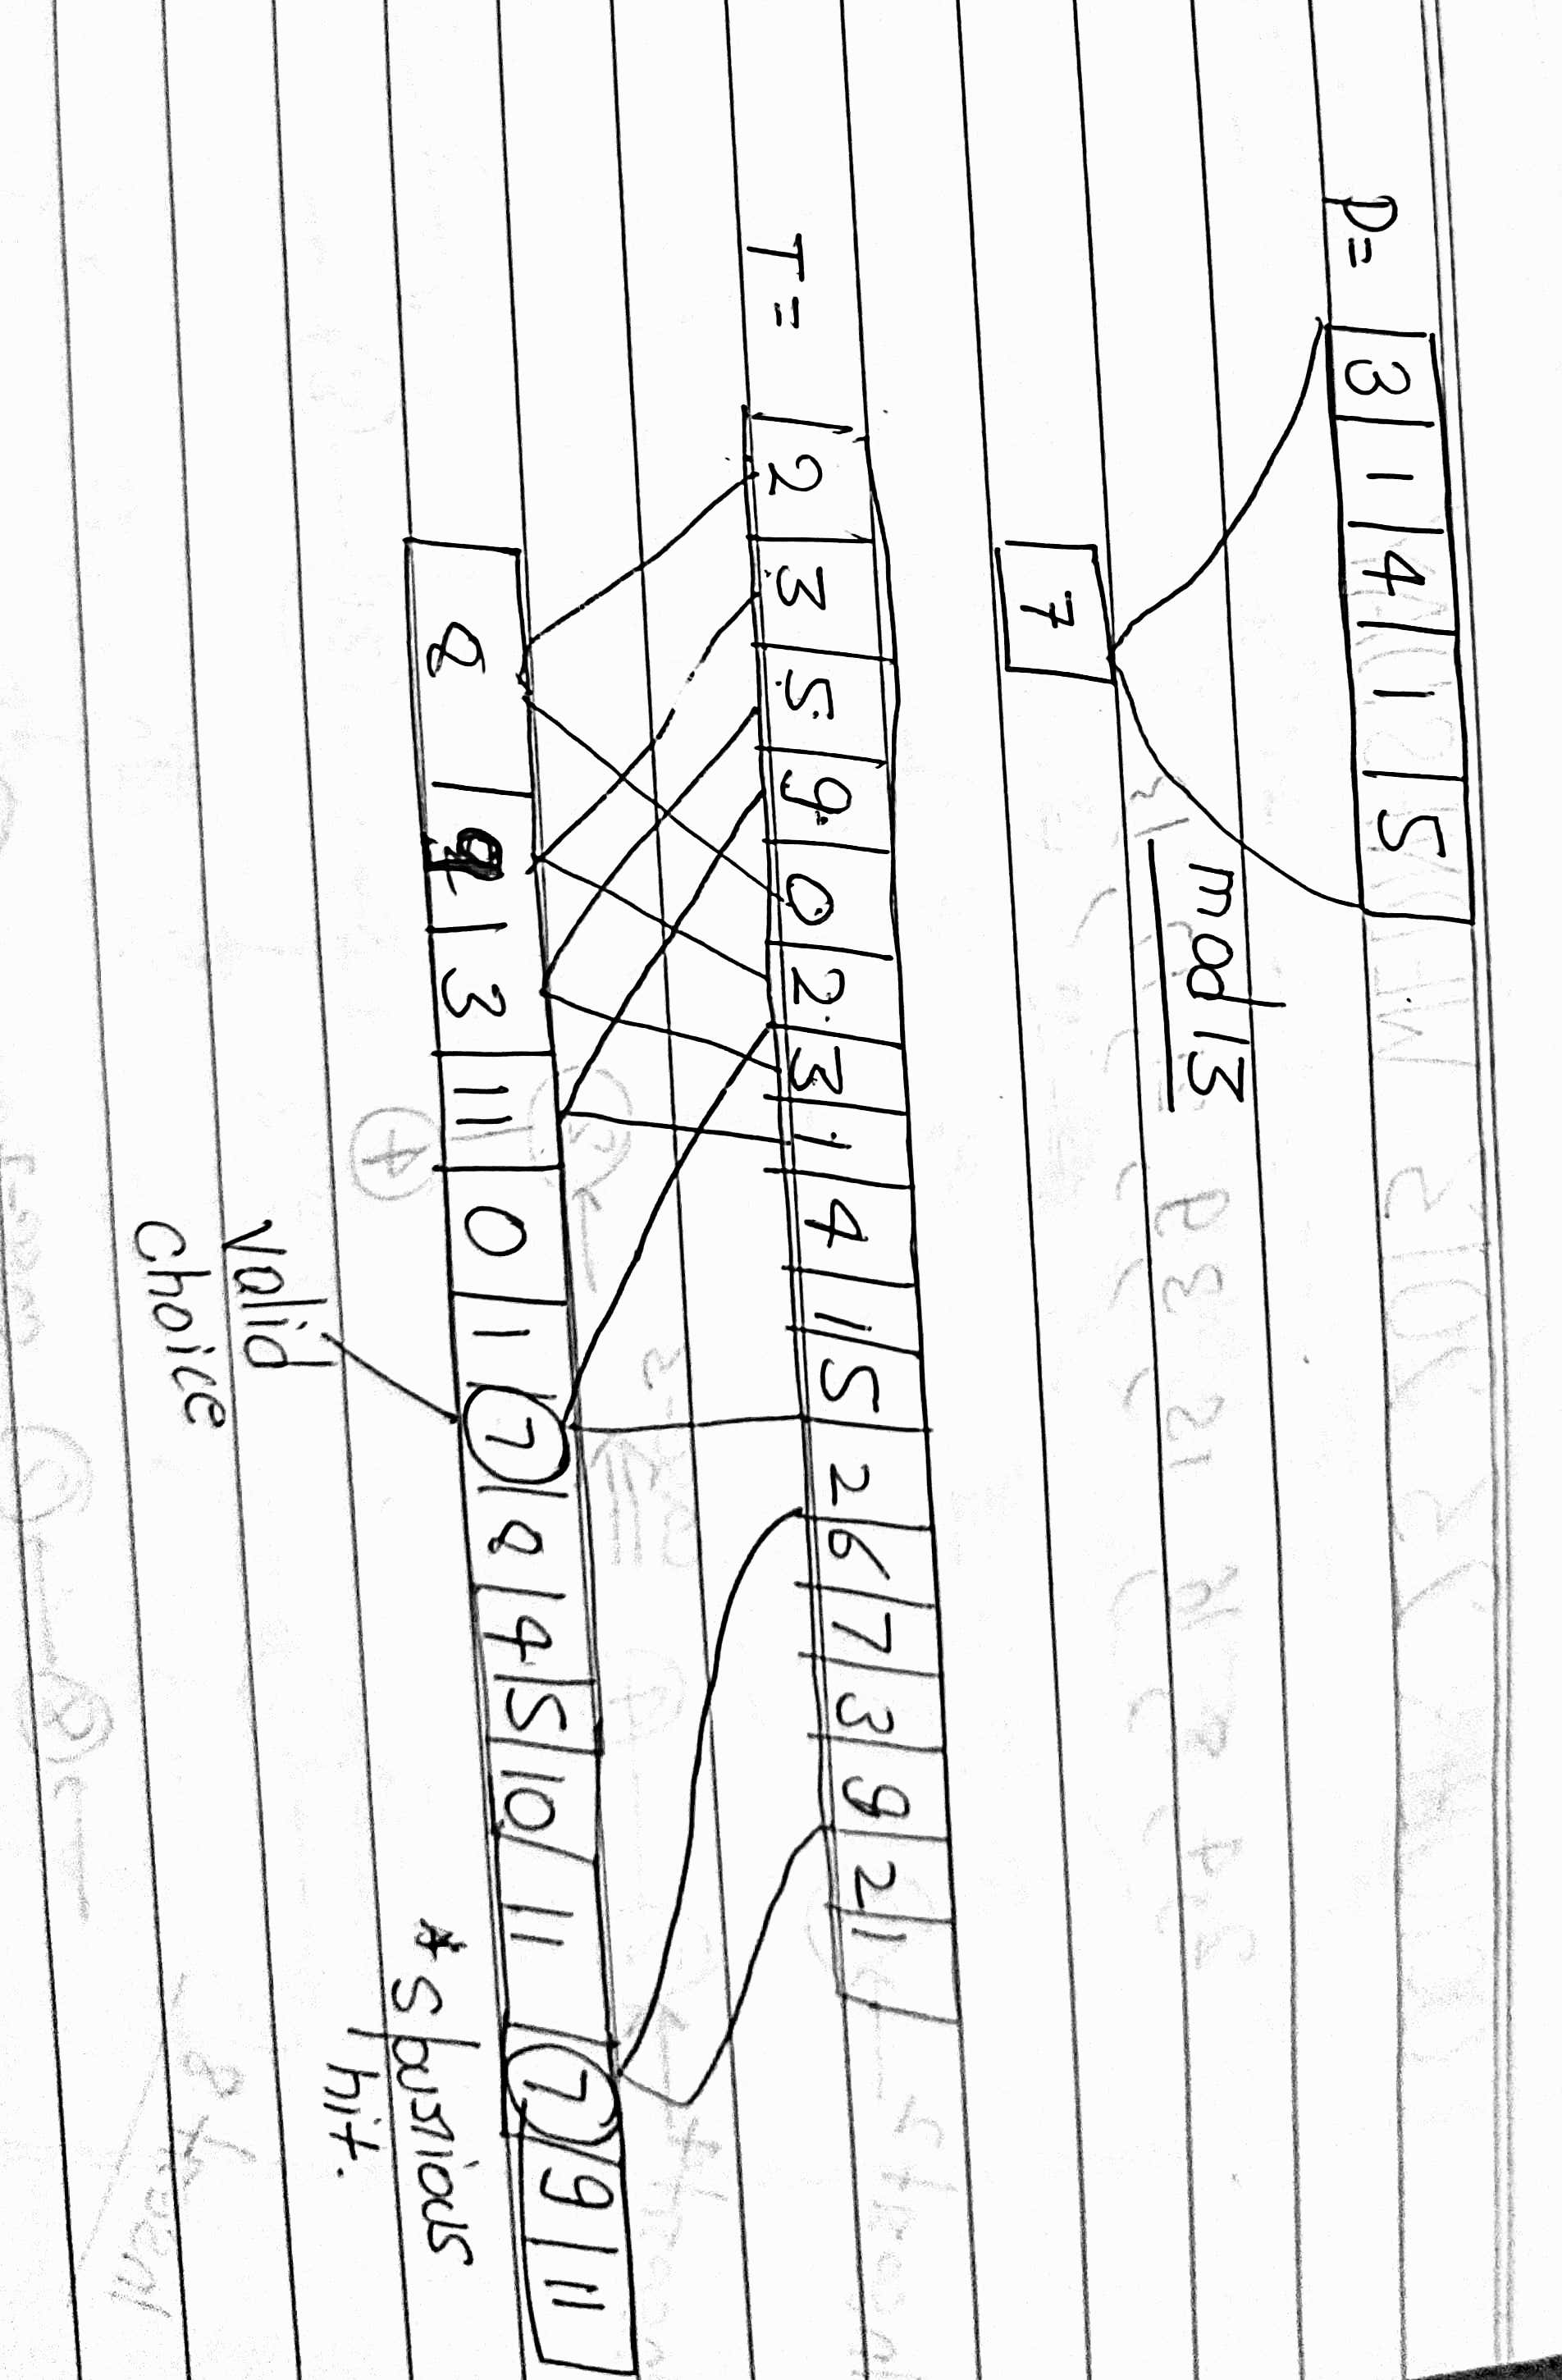 P= | 3 | 1 | 4 | 1 | 5
mod 13
7
T= | 2 | 3 | 5 | 9 | 0 | 2 | 3 | 1 | 4 | 1 | 5 | 2 | 6 | 7 | 3 | 9 | 2 | 1
8 | 9 | 3 | 11 | 0 | 1 | 7 | 8 | 4 | 5 | 10 | 11 | 7 | 9 | 11
valid
choice
*spurious
hit.